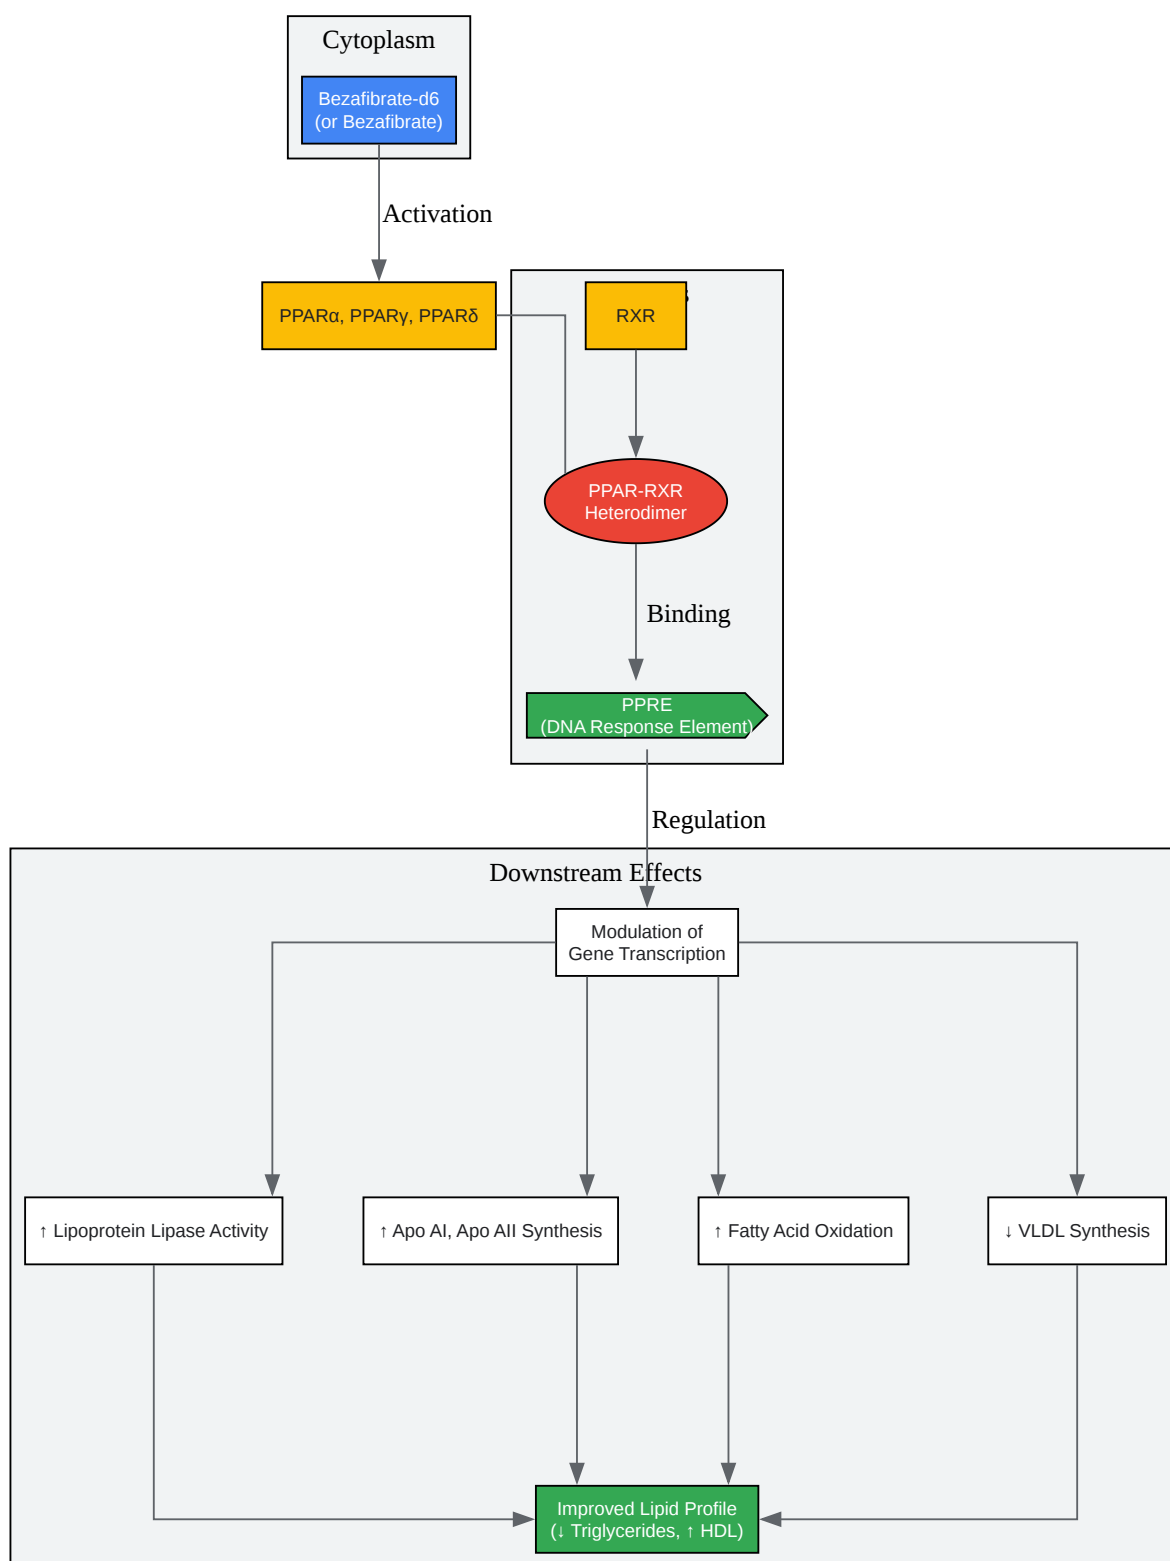 Cytoplasm
Bezafibrate-d6
(or Bezafibrate)
Activation
PPARα, PPARγ, PPARδ
RXR
PPAR-RXR
Heterodimer
Binding
PPRE
(DNA Response Element)
Regulation
Downstream Effects
Modulation of
Gene Transcription
↑ Lipoprotein Lipase Activity
↑ Apo AI, Apo AII Synthesis
↑ Fatty Acid Oxidation
↓ VLDL Synthesis
Improved Lipid Profile
(↓ Triglycerides, ↑ HDL)